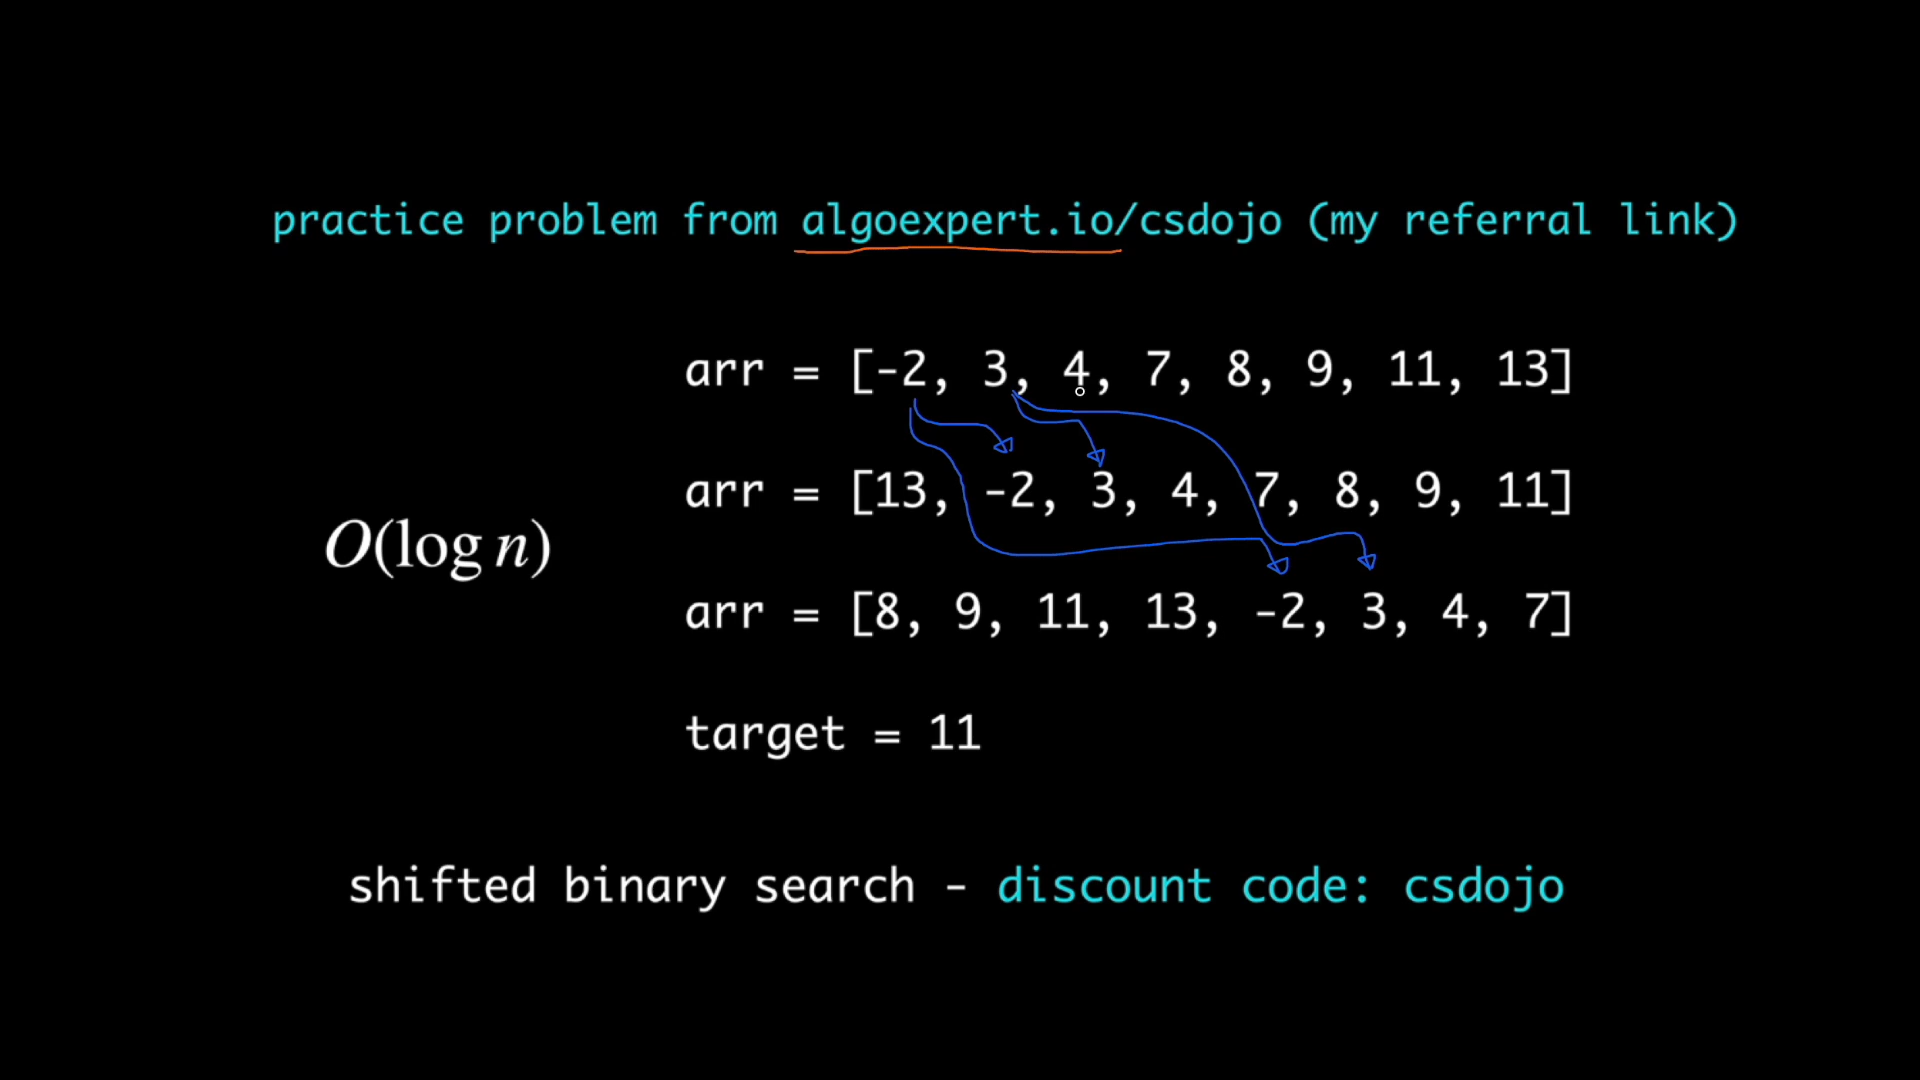 practice problem from algoexpert.io/csdojo (my referral link)
arr = [-2, 3, 4, 7, 8, 9, 11, 13]
arr = [13, -2, 3, 4, 7, 8, 9, 11]
O(log n)
arr = [8, 9, 11, 13, -2, 3, 4, 7]
target = 11
shifted binary search - discount code: csdojo